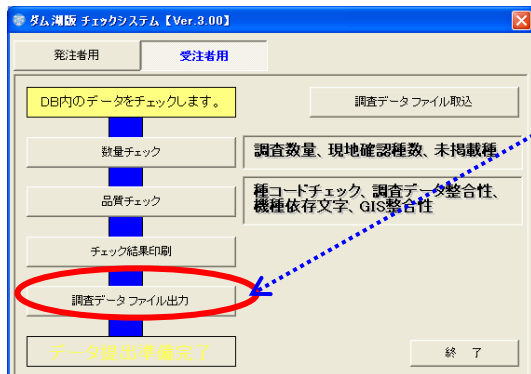 ダム湖版 チェックシステム【Ver.3.00】
発注者用
受注者用
DB内のデータをチェックします。
調査データ ファイル取込
数量チェック
調査数量、現地確認種数、未掲載種
品質チェック
種コードチェック、調査データ整合性、
機種依存文字、GIS整合性
チェック結果印刷
調査データ ファイル出力
データ提出準備完了
終 了